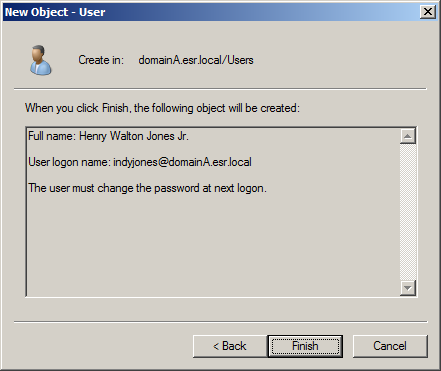 New Object - User
Create in: domainA.esr.local/Users
When you click Finish, the following object will be created:
Full name: Henry Walton Jones Jr.
User logon name: indyjones@domainA.esr.local
The user must change the password at next logon.
< Back Finish Cancel